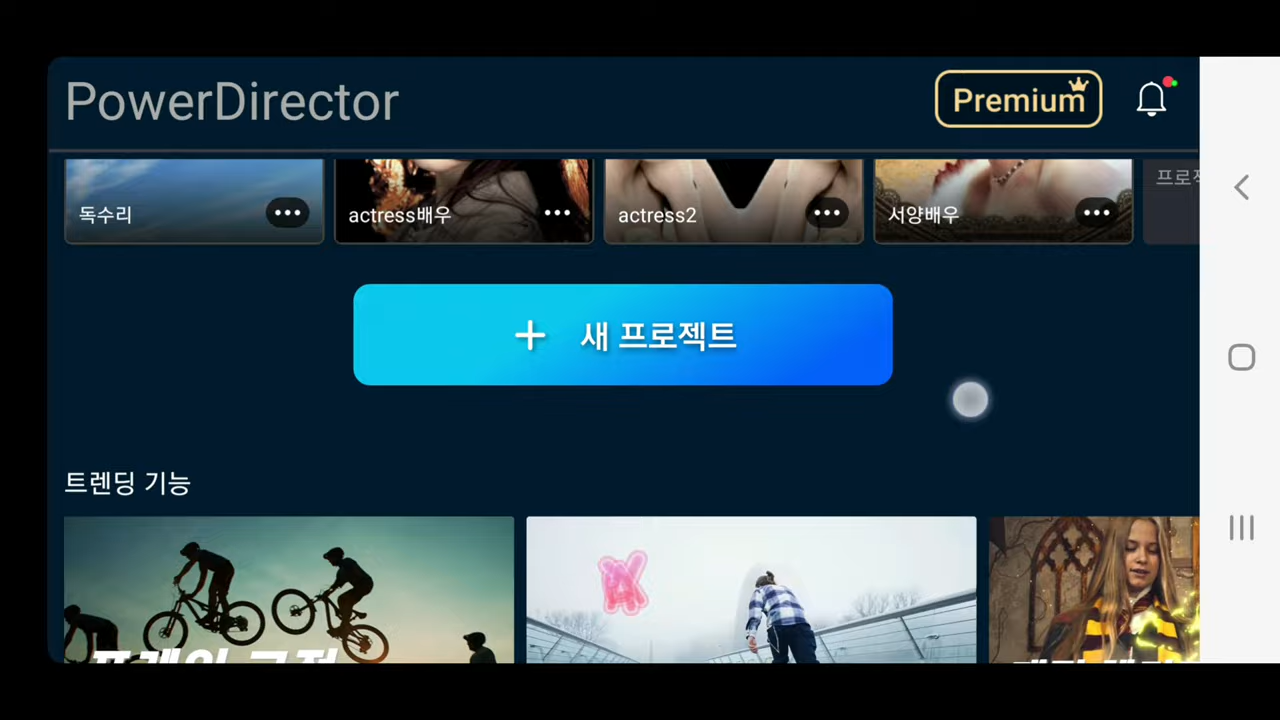 PowerDirector
Premium
독수리
actress배우
actress2
서양배우
+ 새 프로젝트
트렌딩 기능